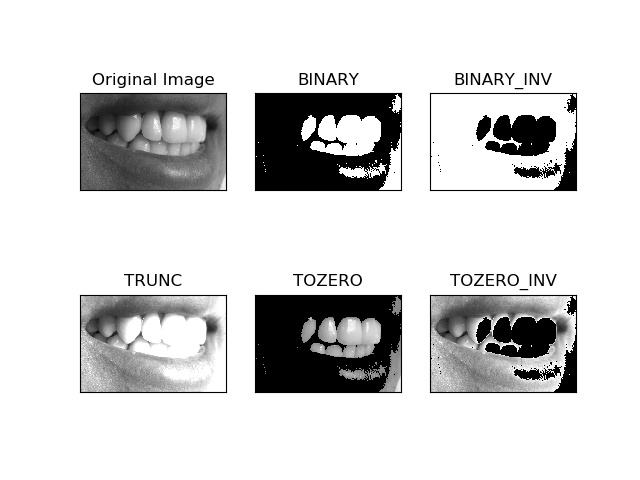 Original Image
BINARY
BINARY_INV
TRUNC
TOZERO
TOZERO_INV